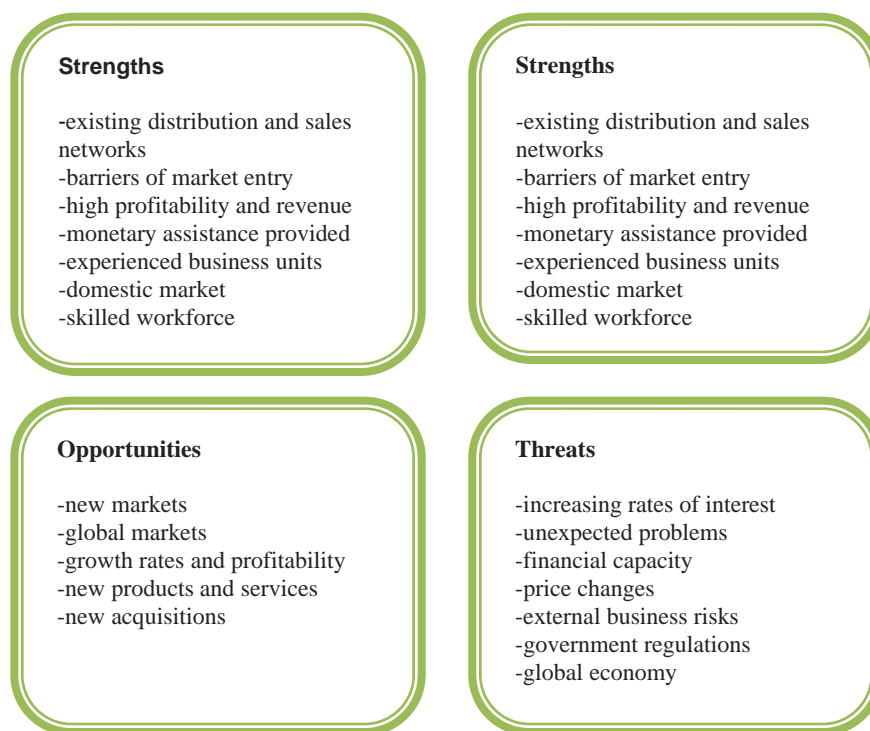 Strengths
-existing distribution and sales
networks
-barriers of market entry
-high profitability and revenue
-monetary assistance provided
-experienced business units
-domestic market
-skilled workforce
Strengths
-existing distribution and sales
networks
-barriers of market entry
-high profitability and revenue
-monetary assistance provided
-experienced business units
-domestic market
-skilled workforce
Opportunities
-new markets
-global markets
-growth rates and profitability
-new products and services
-new acquisitions
Threats
-increasing rates of interest
-unexpected problems
-financial capacity
-price changes
-external business risks
-government regulations
-global economy